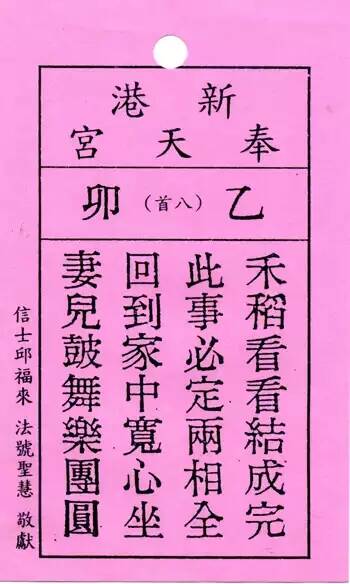 新港
奉天宮
乙（八首）卯
禾稻看看結成完
此事必定兩相全
回到家中寬心坐
妻兒鼓舞樂團圓
信士邱福來 法號聖慧 敬獻